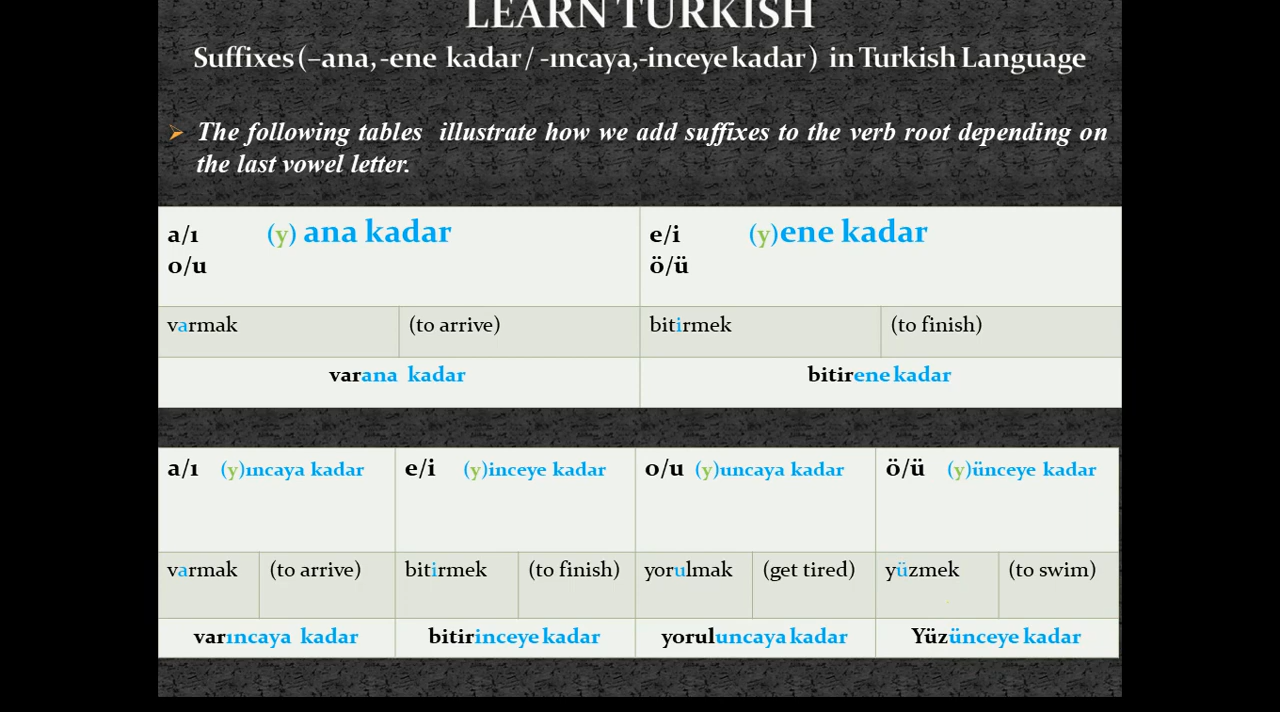 LEARN TURKISH
Suffixes (–ana, -ene kadar / -ıncaya,-inceye kadar ) in Turkish Language
The following tables illustrate how we add suffixes to the verb root depending on
the last vowel letter.
a/ı (y) ana kadar
o/u
e/i (y)ene kadar
ö/ü
varmak (to arrive) bitirmek (to finish)
varana kadar bitirene kadar
a/ı (y)ıncaya kadar e/i (y)inceye kadar o/u (y)uncaya kadar ö/ü (y)ünceye kadar
varmak (to arrive) bitirmek (to finish) yorulmak (get tired) yüzmek (to swim)
varıncaya kadar bitirinceye kadar yoruluncaya kadar Yüzünceye kadar